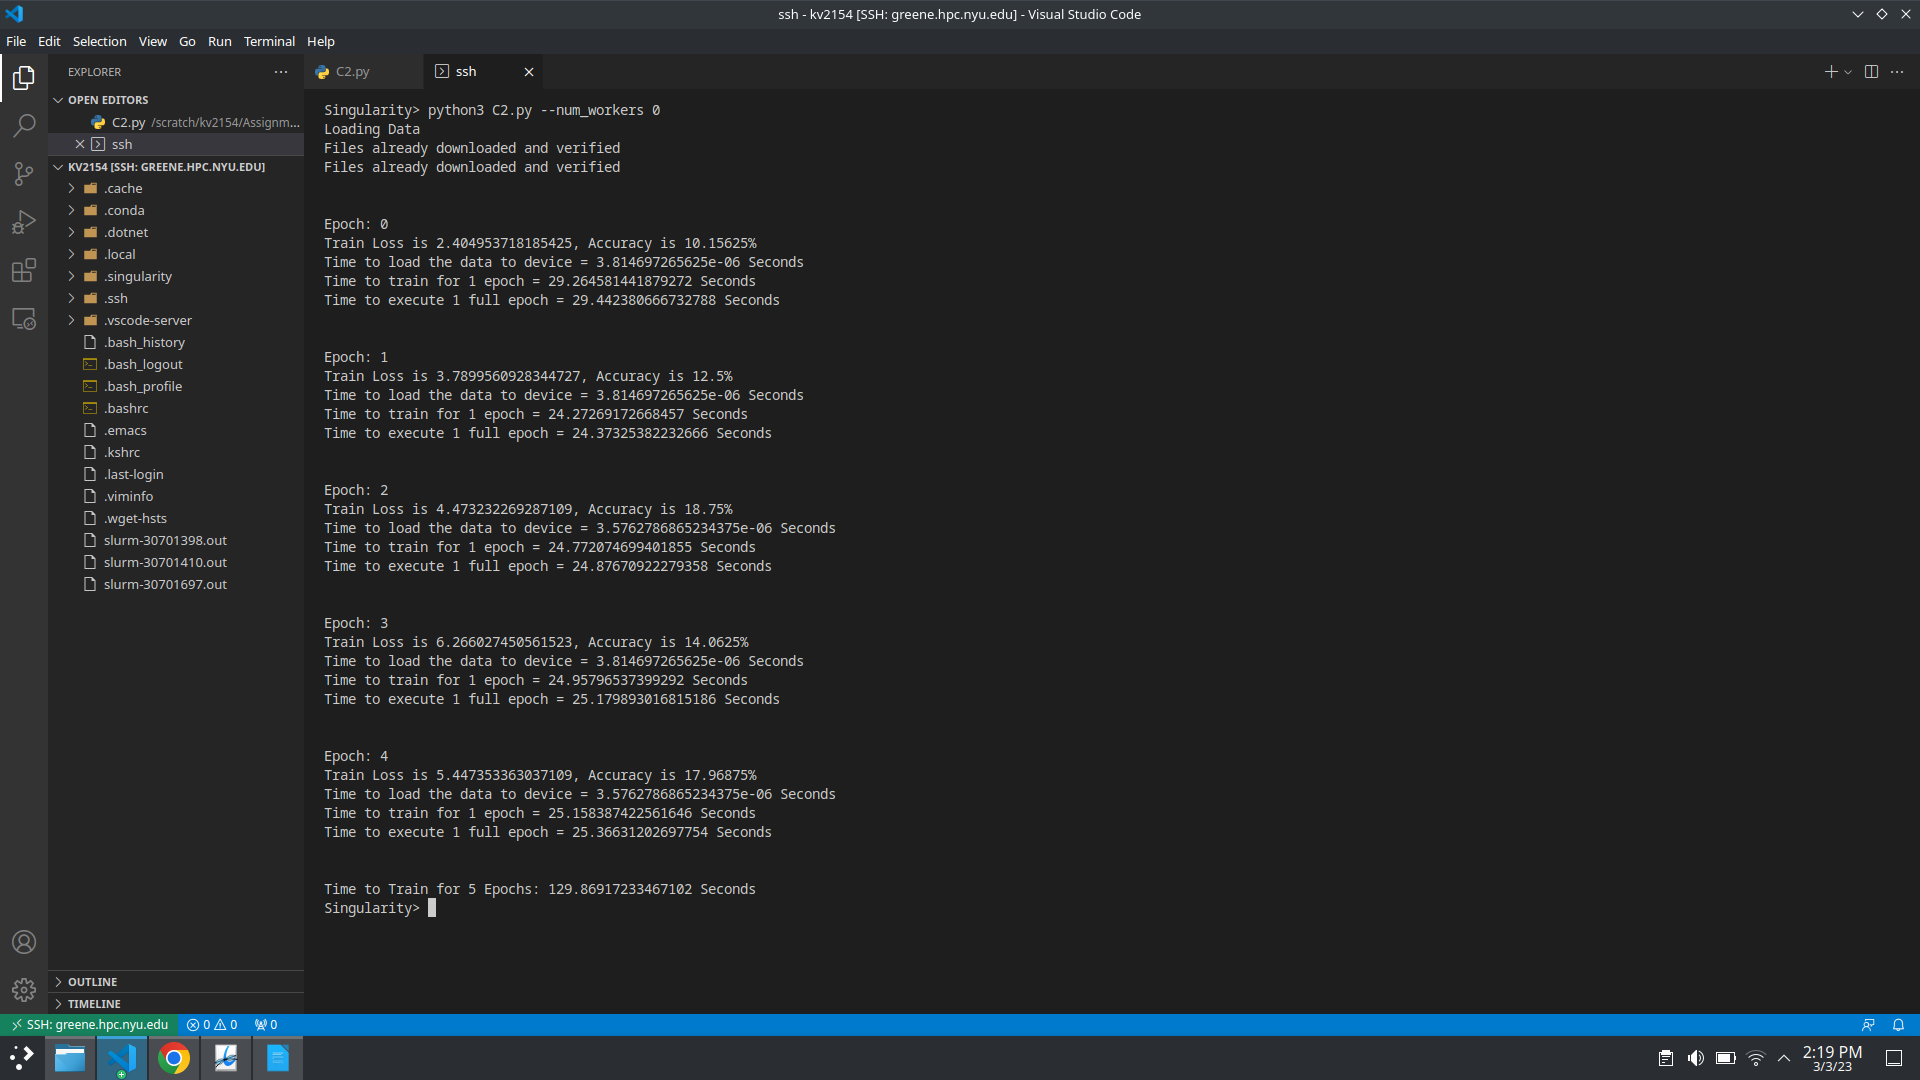 ssh - kv2154 [SSH: greene.hpc.nyu.edu] - Visual Studio Code
File Edit Selection View Go Run Terminal Help
EXPLORER
OPEN EDITORS
C2.py /scratch/kv2154/Assignm...
ssh
KV2154 [SSH: GREENE.HPC.NYU.EDU]
.cache
.conda
.dotnet
.local
.singularity
.ssh
.vscode-server
.bash_history
.bash_logout
.bash_profile
.bashrc
.emacs
.kshrc
.last-login
.viminfo
.wget-hsts
slurm-30701398.out
slurm-30701410.out
slurm-30701697.out
OUTLINE
TIMELINE
C2.py
ssh
Singularity> python3 C2.py --num_workers 0
Loading Data
Files already downloaded and verified
Files already downloaded and verified
Epoch: 0
Train Loss is 2.404953718185425, Accuracy is 10.15625%
Time to load the data to device = 3.814697265625e-06 Seconds
Time to train for 1 epoch = 29.264581441879272 Seconds
Time to execute 1 full epoch = 29.442380666732788 Seconds
Epoch: 1
Train Loss is 3.7899560928344727, Accuracy is 12.5%
Time to load the data to device = 3.814697265625e-06 Seconds
Time to train for 1 epoch = 24.27269172668457 Seconds
Time to execute 1 full epoch = 24.37325382232666 Seconds
Epoch: 2
Train Loss is 4.473232269287109, Accuracy is 18.75%
Time to load the data to device = 3.5762786865234375e-06 Seconds
Time to train for 1 epoch = 24.772074699401855 Seconds
Time to execute 1 full epoch = 24.87670922279358 Seconds
Epoch: 3
Train Loss is 6.266027450561523, Accuracy is 14.0625%
Time to load the data to device = 3.814697265625e-06 Seconds
Time to train for 1 epoch = 24.95796537399292 Seconds
Time to execute 1 full epoch = 25.179893016815186 Seconds
Epoch: 4
Train Loss is 5.447353363037109, Accuracy is 17.96875%
Time to load the data to device = 3.5762786865234375e-06 Seconds
Time to train for 1 epoch = 25.158387422561646 Seconds
Time to execute 1 full epoch = 25.36631202697754 Seconds
Time to Train for 5 Epochs: 129.86917233467102 Seconds
Singularity>
SSH: greene.hpc.nyu.edu 0 0 0
2:19 PM
3/3/23